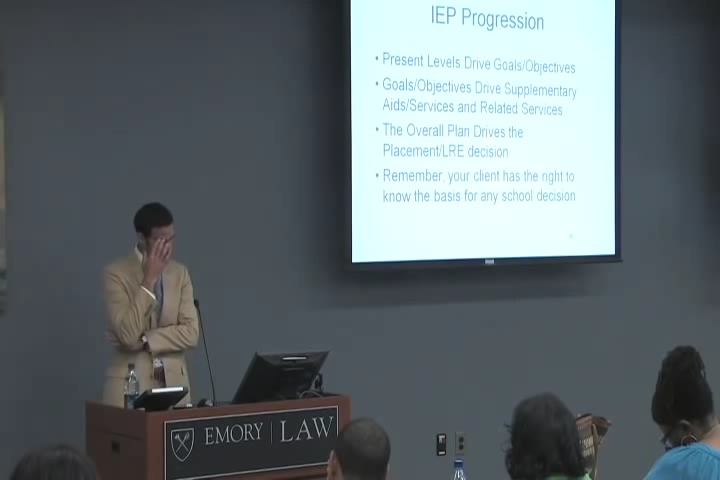 IEP Progression
• Present Levels Drive Goals/Objectives
• Goals/Objectives Drive Supplementary
Aids/Services and Related Services
• The Overall Plan Drives the
Placement/LRE decision
• Remember, your client has the right to
know the basis for any school decision
EMORY | LAW